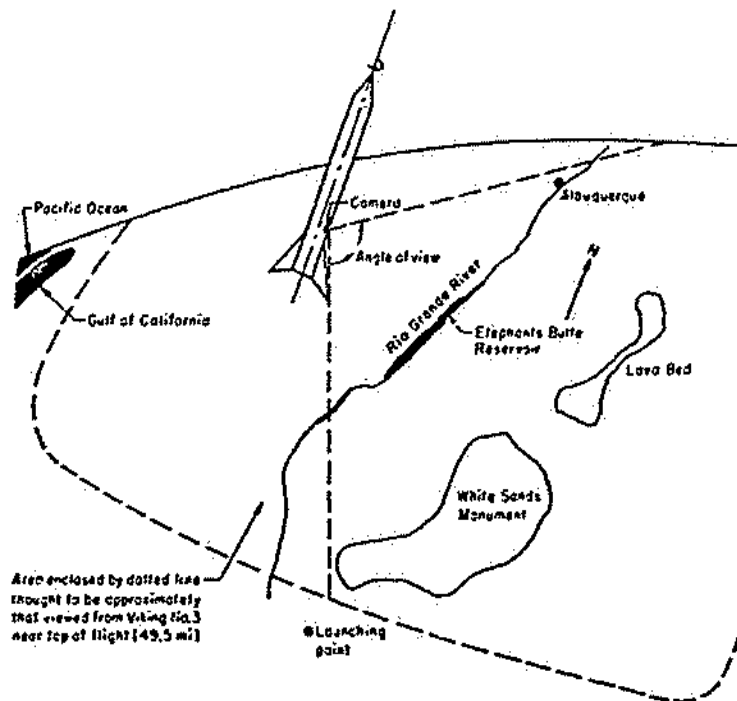 Camera
Pacific Ocean
Albuquerque
Angle of view
N
Gulf of California
Rio Grande River
Elephants Butte
Reservoir
Lava Bed
White Sands
Monument
Area enclosed by dotted line
thought to be approximately
that viewed from Viking No. 3
near top of flight (49.5 mi)
Launching
point